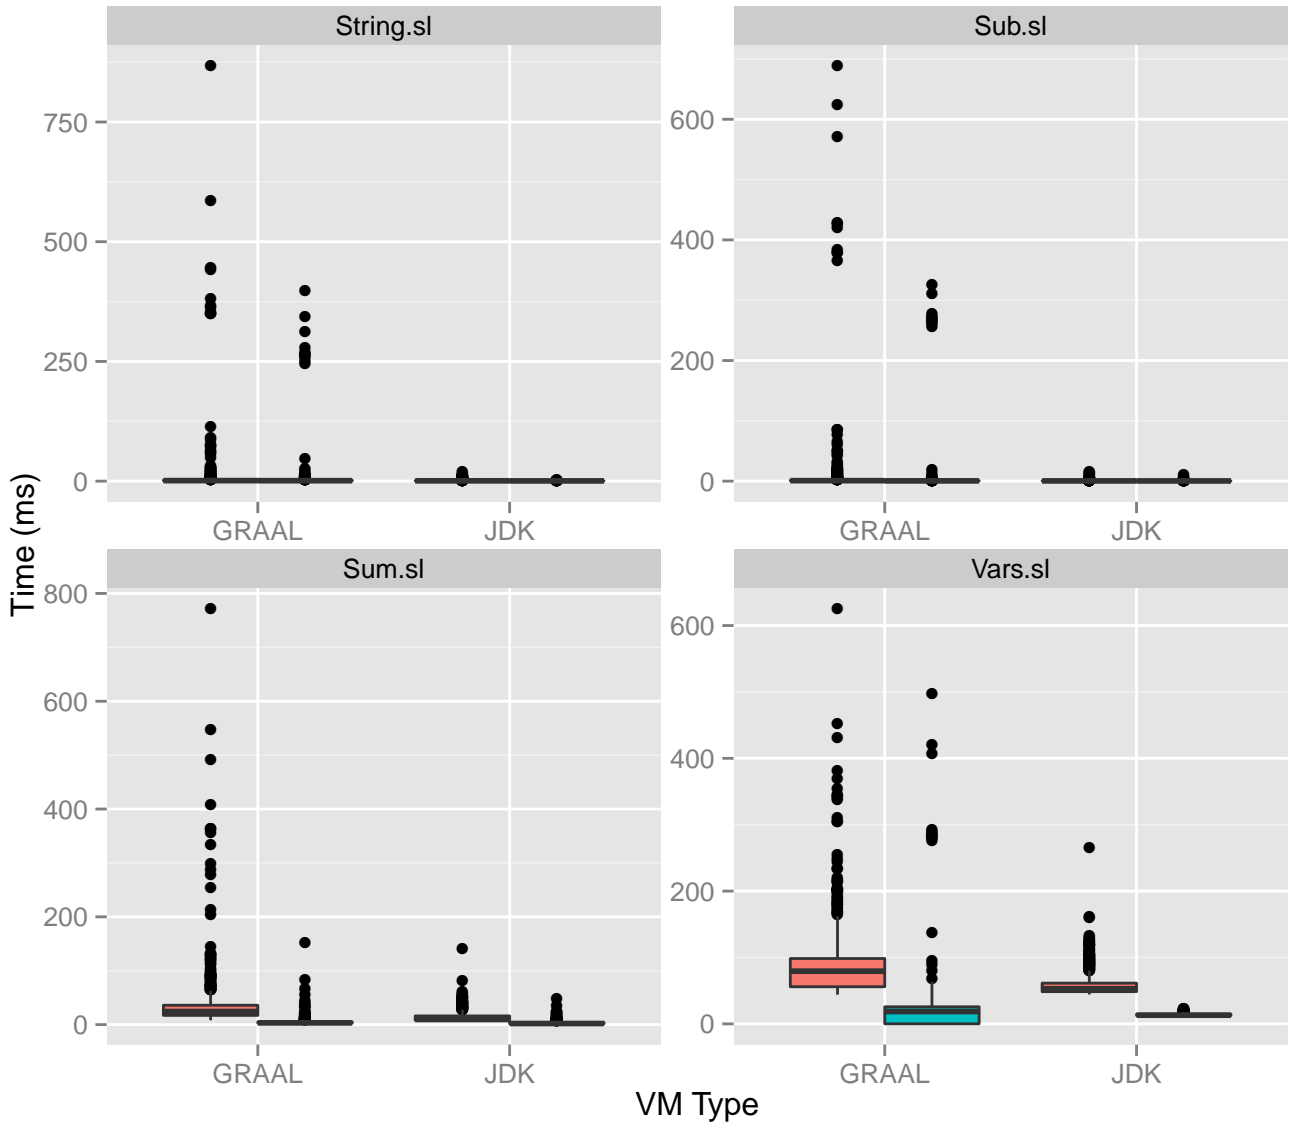 String.sl
Sub.sl
750
500
250
0
600
400
200
0
GRAAL
JDK
GRAAL
JDK
Time (ms)
Sum.sl
Vars.sl
800
600
400
200
0
600
400
200
0
GRAAL
JDK
GRAAL
JDK
VM Type